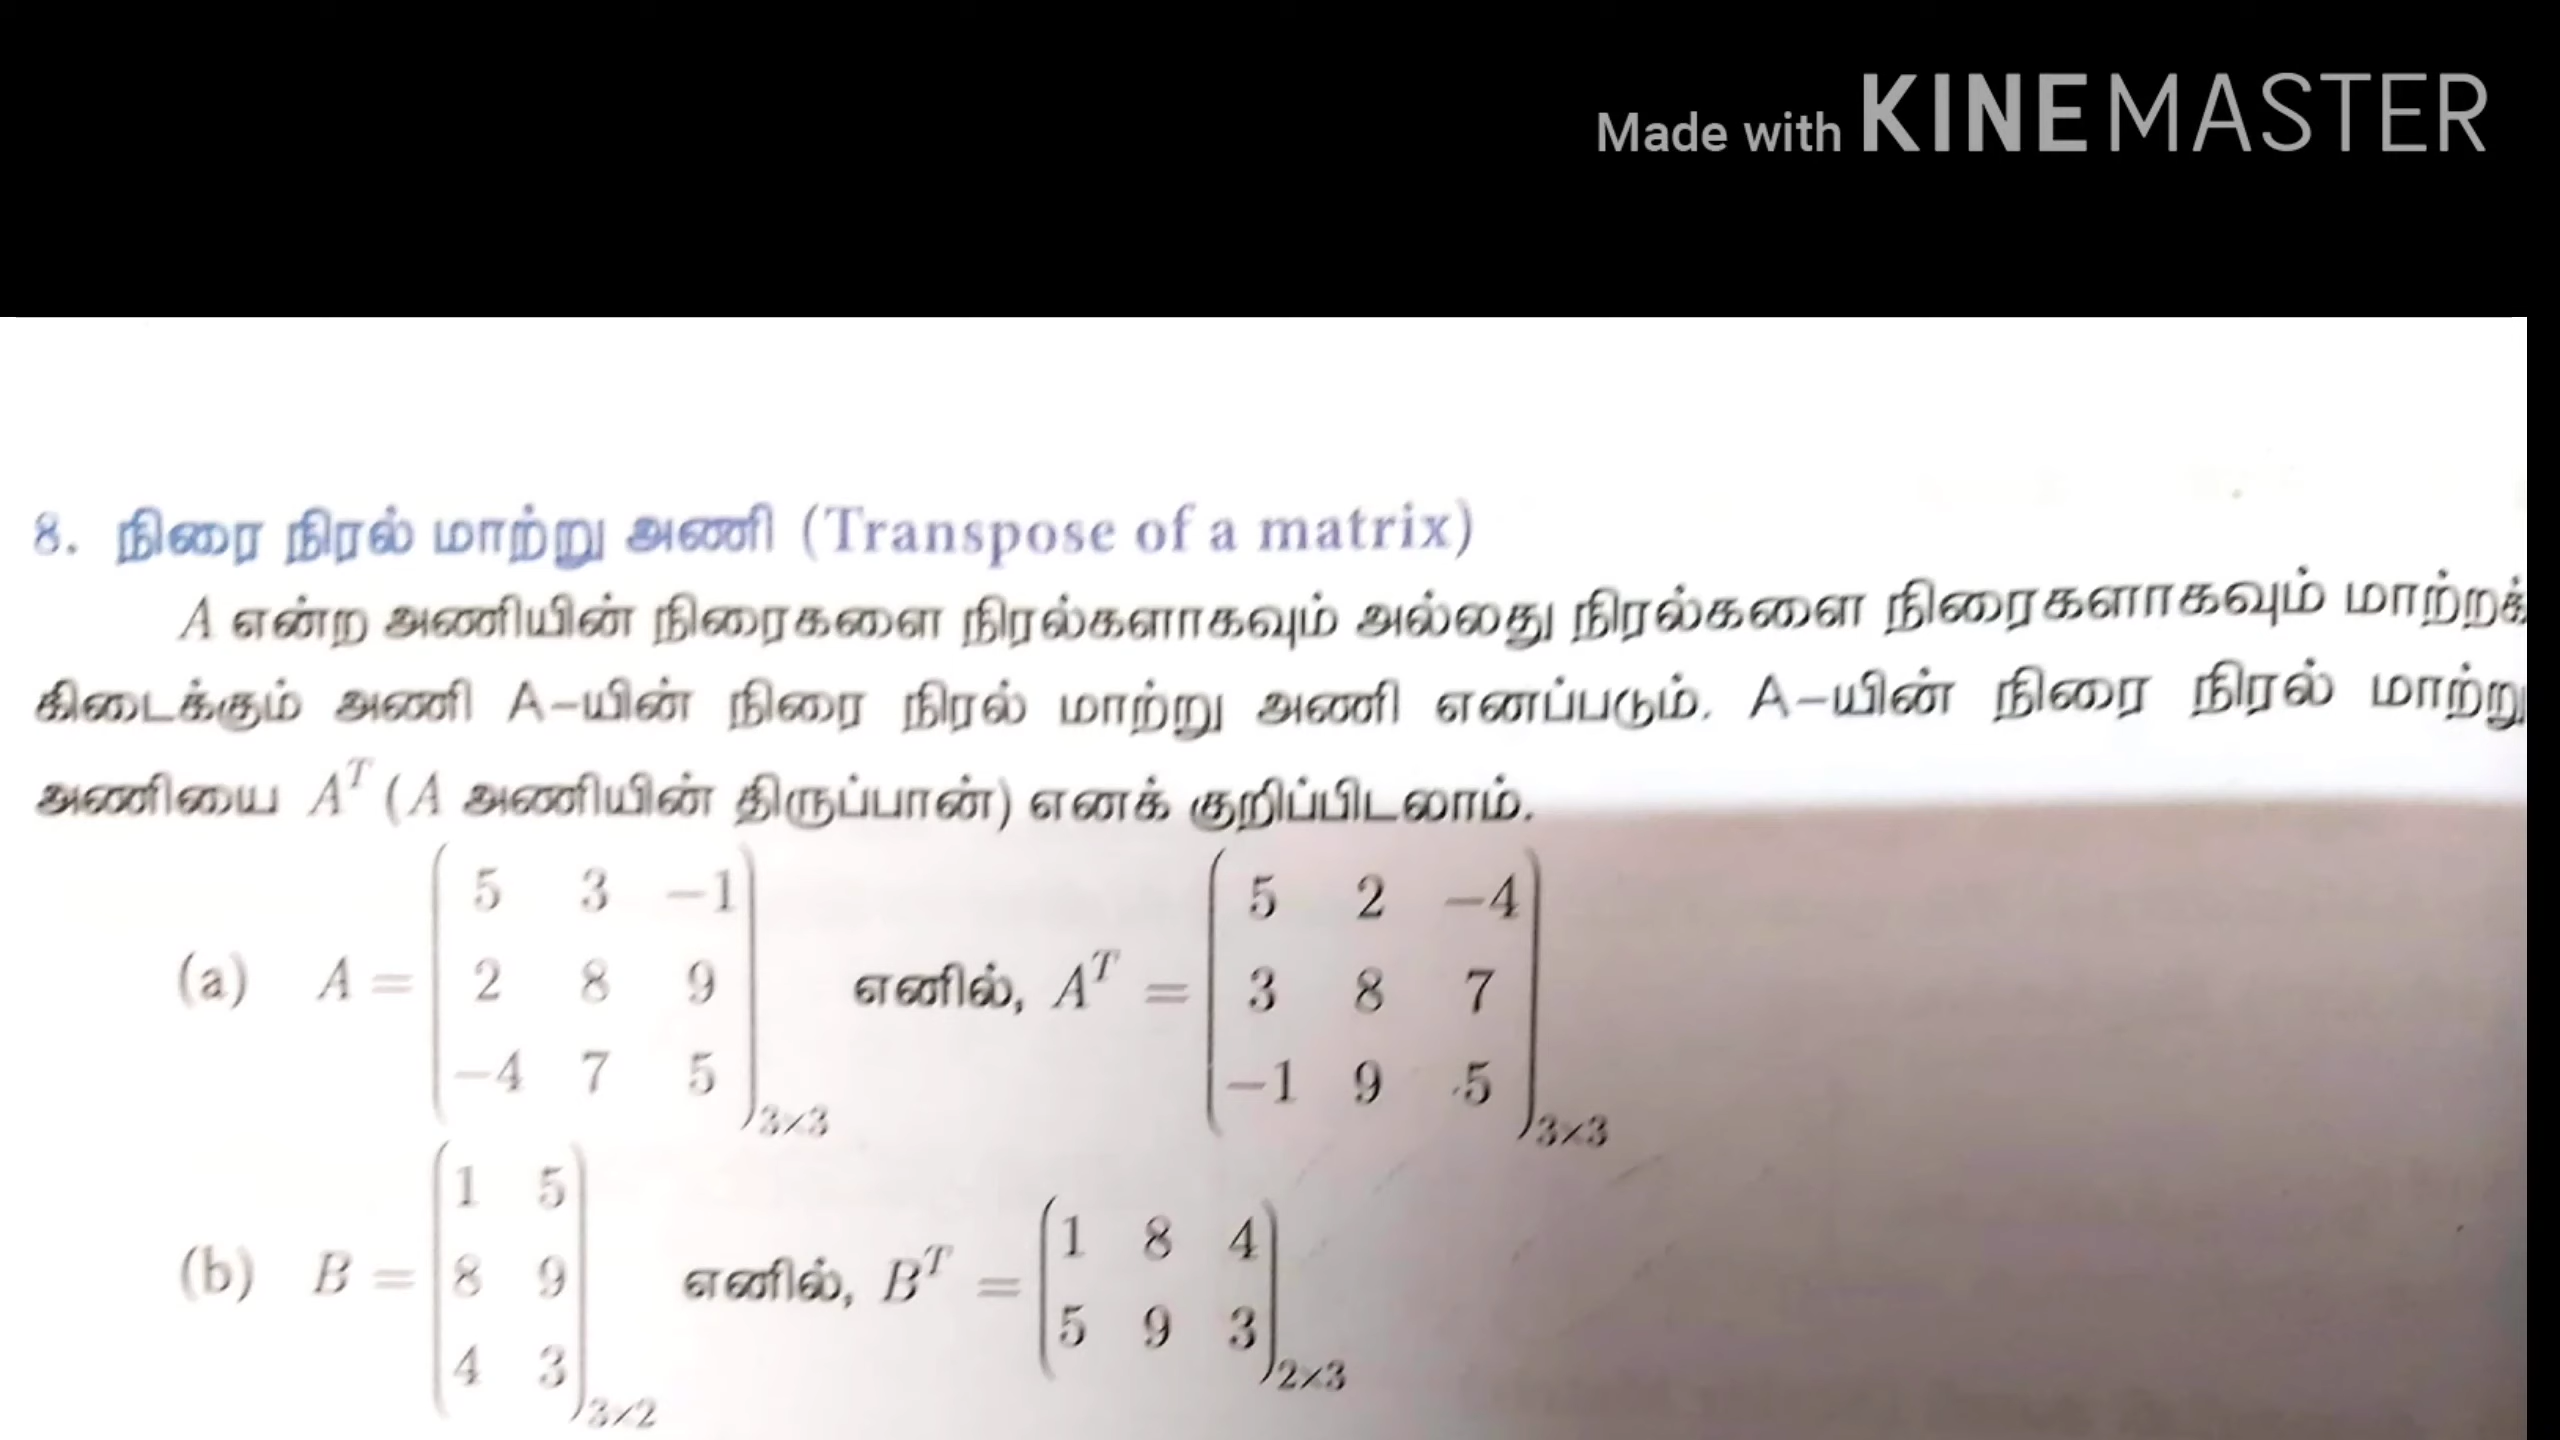 Made with KINEMASTER
8. நிரை நிரல் மாற்று அணி (Transpose of a matrix)
A என்ற அணியின் நிரைகளை நிரல்களாகவும் அல்லது நிரல்களை நிரைகளாகவும் மாற்றக்
கிடைக்கும் அணி A–யின் நிரை நிரல் மாற்று அணி எனப்படும். A–யின் நிரை நிரல் மாற்று
அணியை Aᵀ (A அணியின் திருப்பான்) எனக் குறிப்பிடலாம்.
5 3 −1 5 2 −4
(a) A = 2 8 9 எனில், Aᵀ = 3 8 7
−4 7 5 −1 9 5
3×3 3×3
1 5
1 8 4
(b) B = 8 9 எனில், Bᵀ =
5 9 3
4 3 2×3
3×2